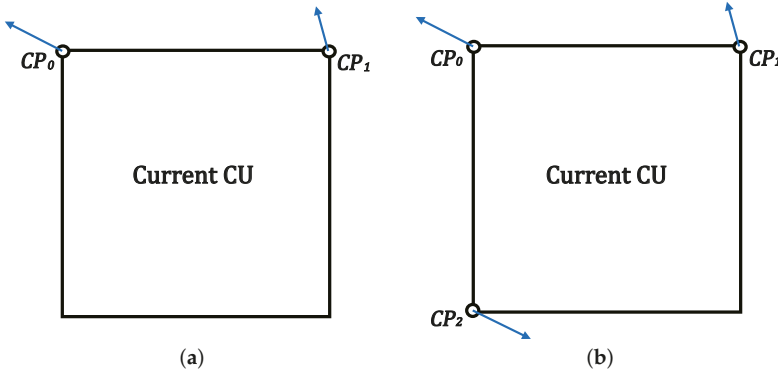 CP₀
CP₁
Current CU
(a)
CP₀
CP₁
Current CU
CP₂
(b)